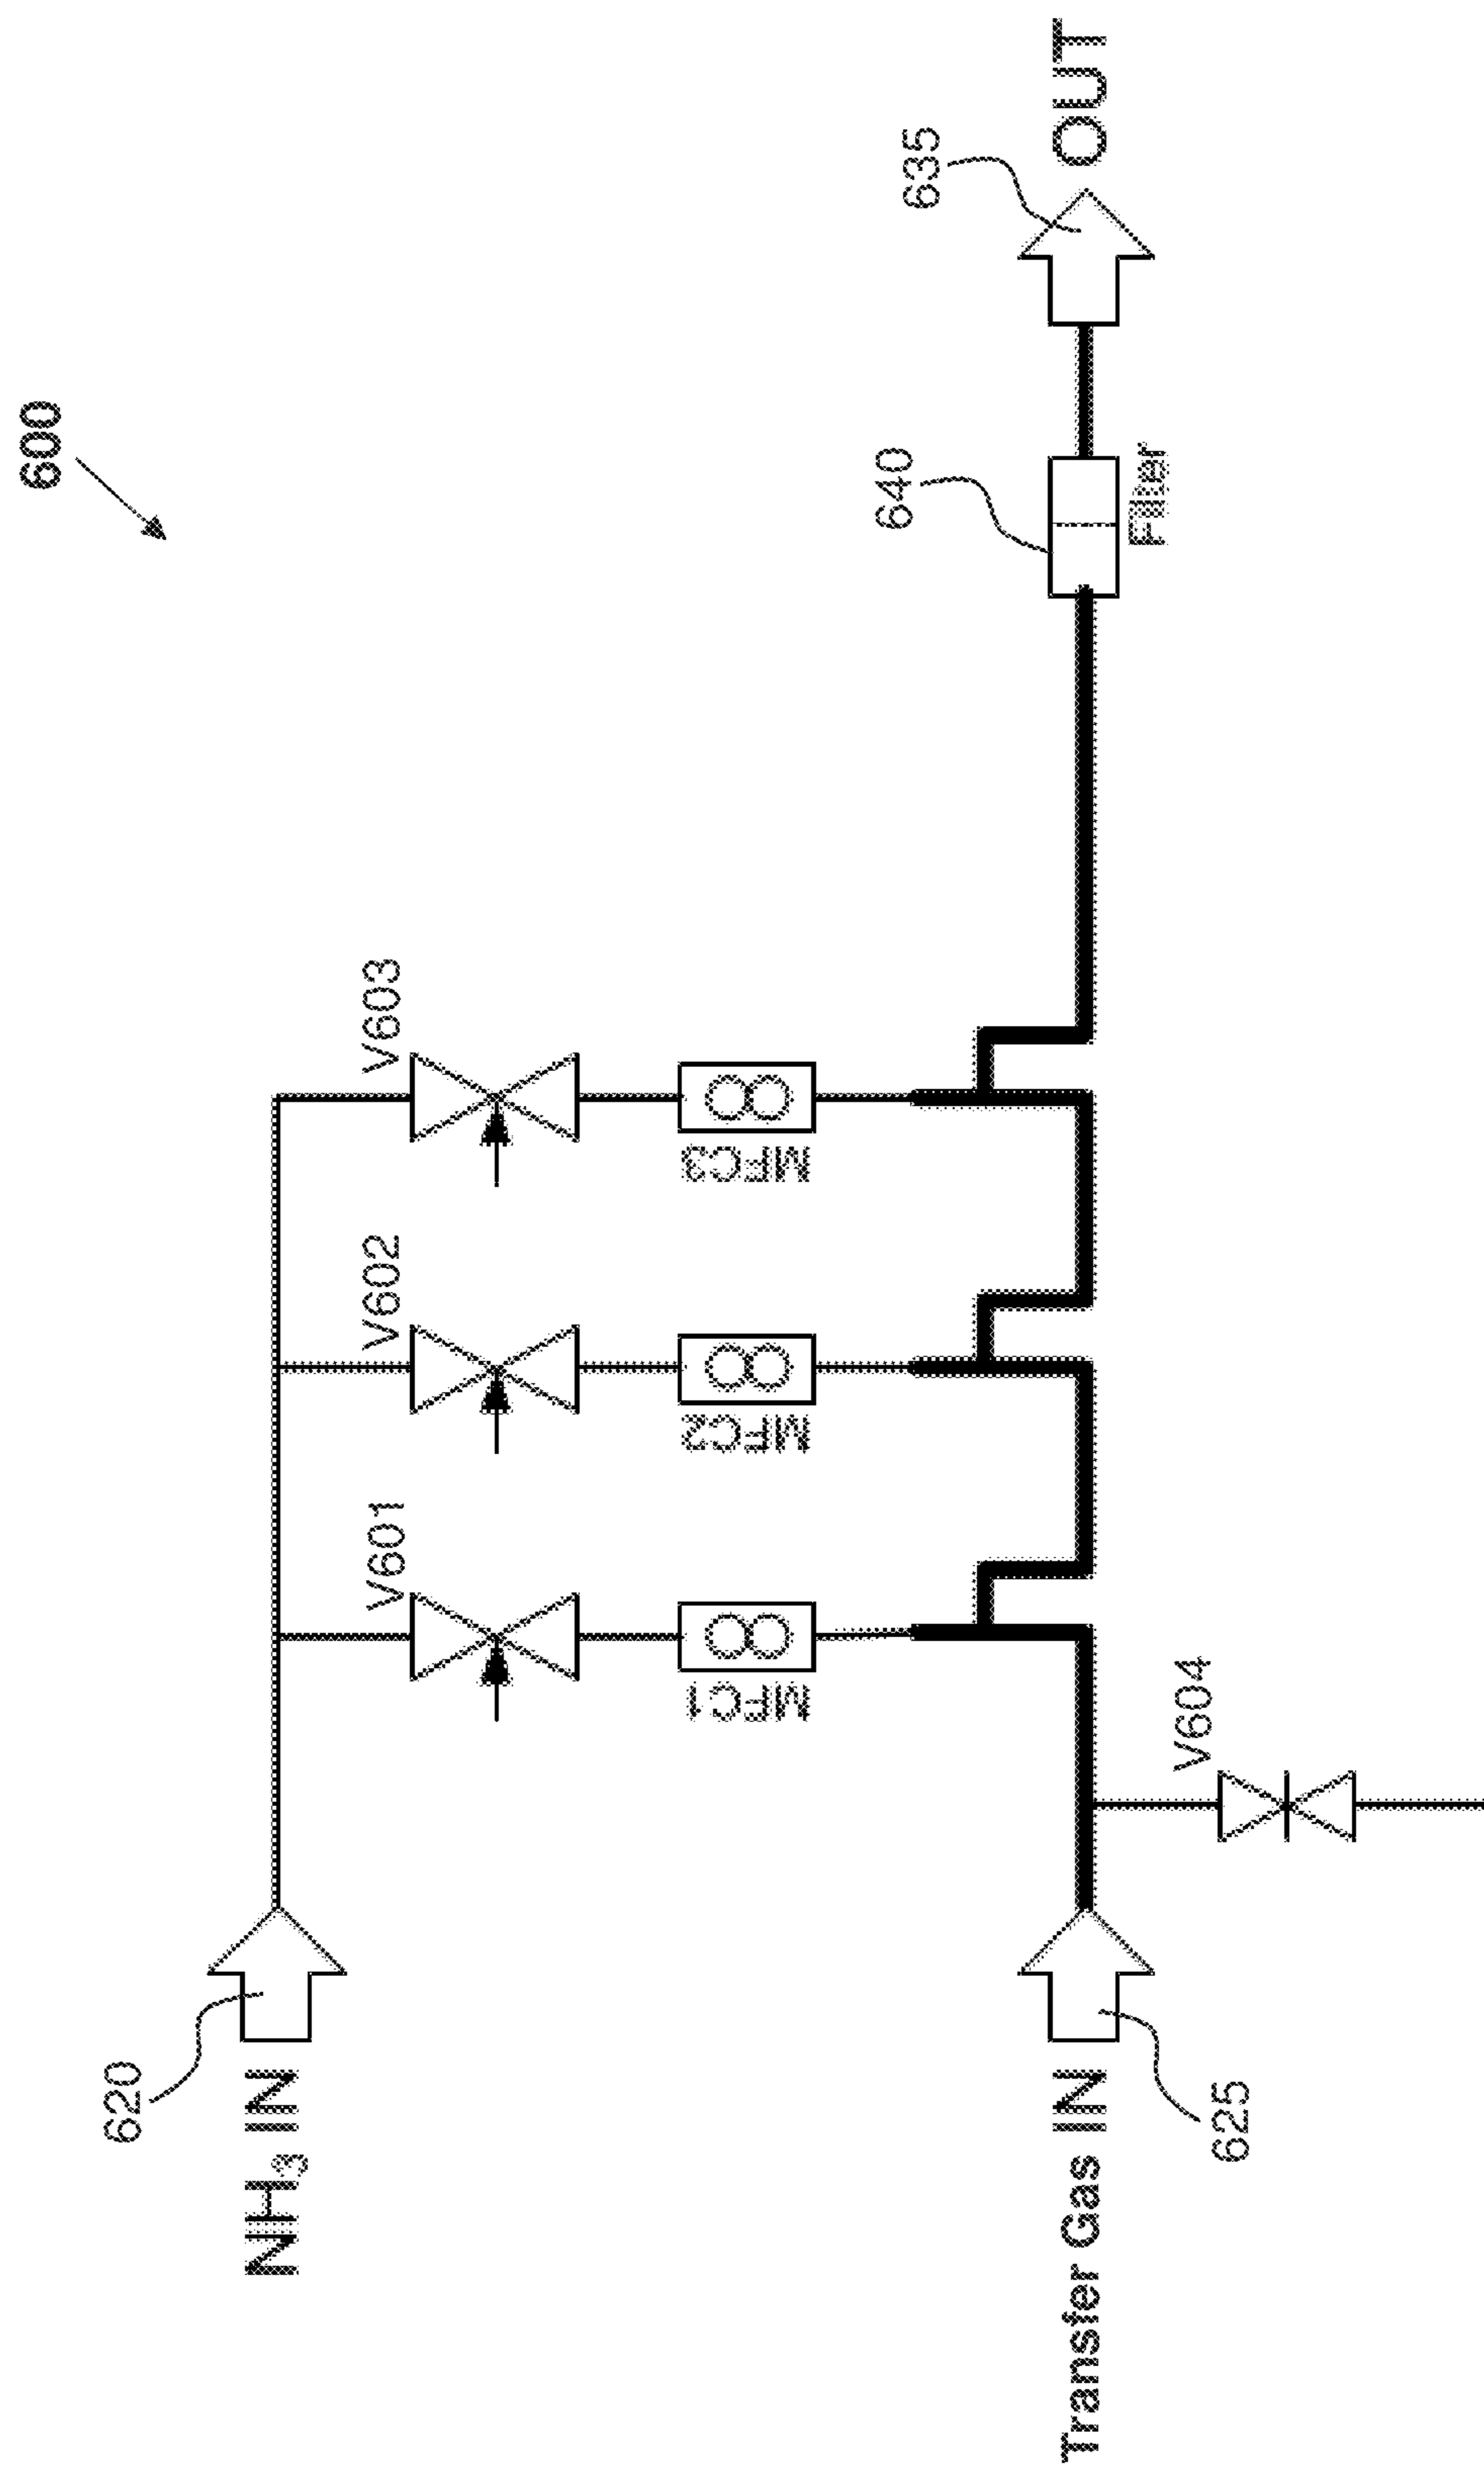 600
620
NH₃ IN
V601
V602
V603
MFC1
MFC2
MFC3
Transfer Gas IN
625
V604
640
Filter
635
OUT